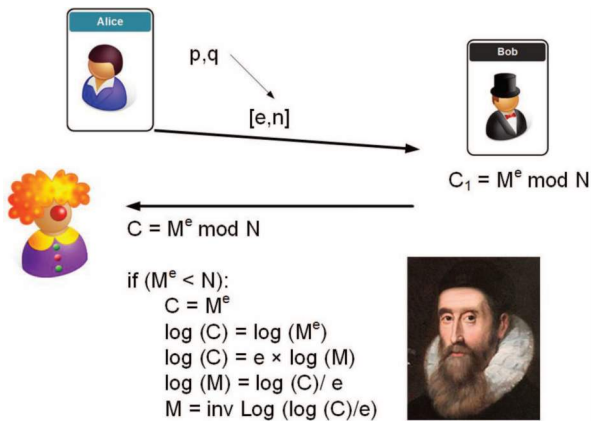 Alice
Bob
p,q
[e,n]
C₁ = Mᵉ mod N
C = Mᵉ mod N
if (Mᵉ < N):
C = Mᵉ
log (C) = log (Mᵉ)
log (C) = e × log (M)
log (M) = log (C)/ e
M = inv Log (log (C)/e)